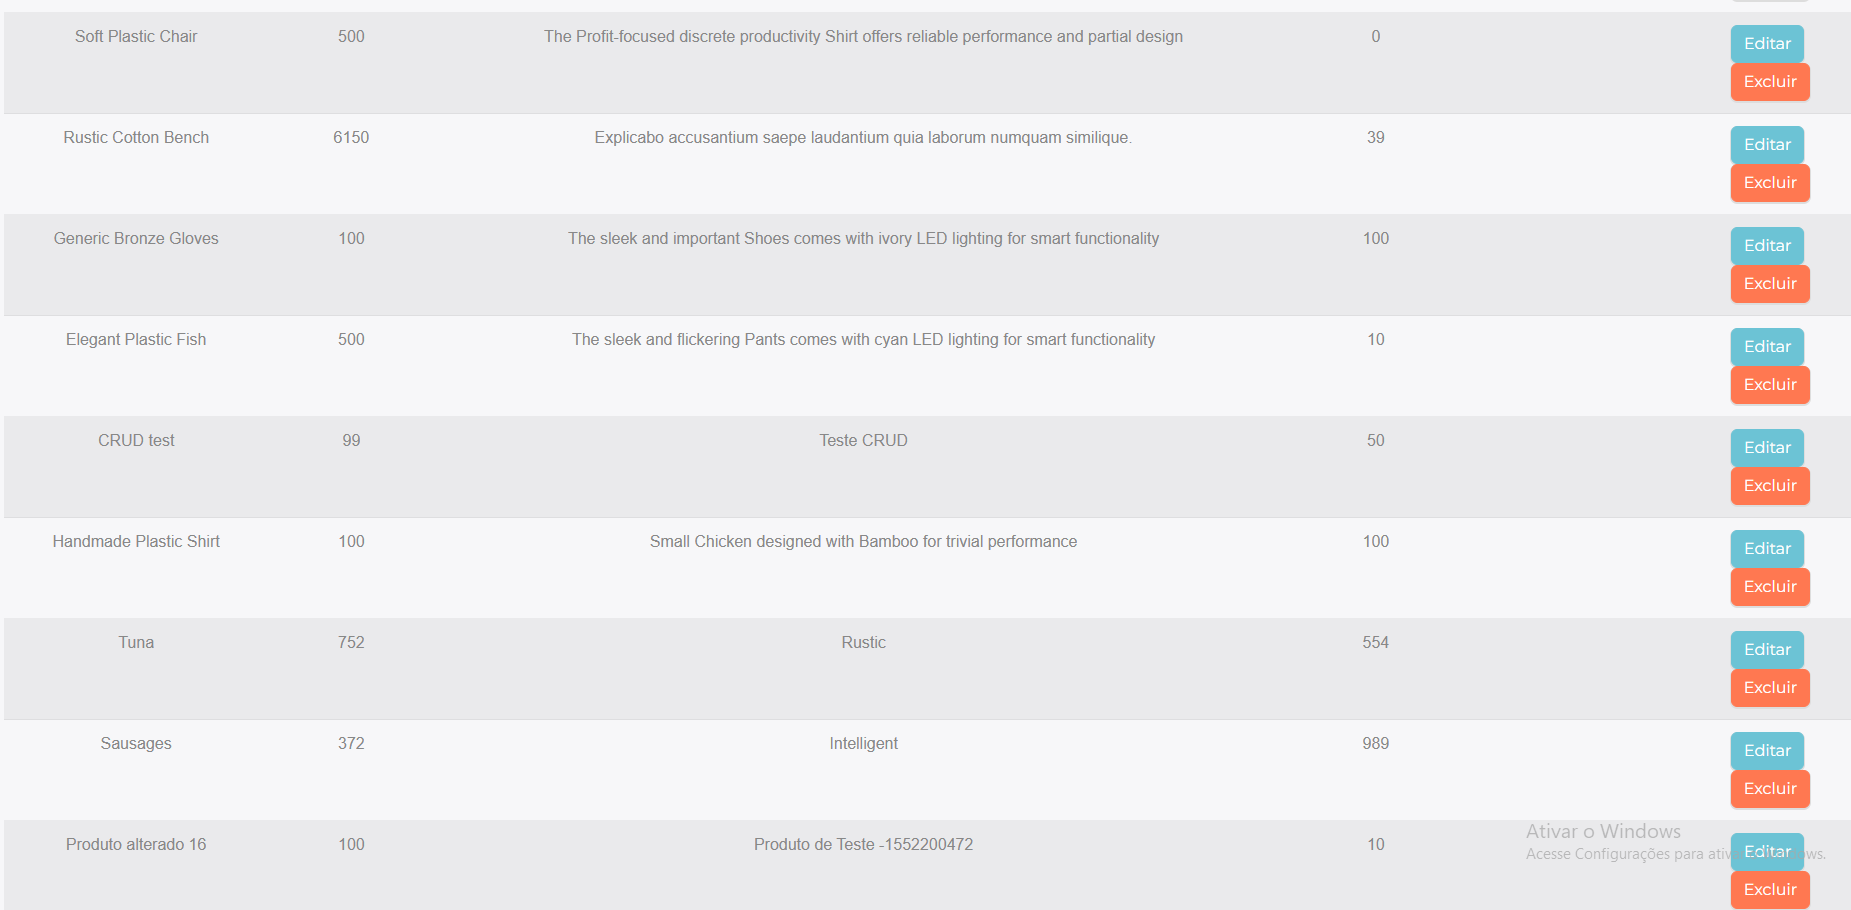 Soft Plastic Chair 500 The Profit-focused discrete productivity Shirt offers reliable performance and partial design 0 Editar
Excluir
Rustic Cotton Bench 6150 Explicabo accusantium saepe laudantium quia laborum numquam similique. 39 Editar
Excluir
Generic Bronze Gloves 100 The sleek and important Shoes comes with ivory LED lighting for smart functionality 100 Editar
Excluir
Elegant Plastic Fish 500 The sleek and flickering Pants comes with cyan LED lighting for smart functionality 10 Editar
Excluir
CRUD test 99 Teste CRUD 50 Editar
Excluir
Handmade Plastic Shirt 100 Small Chicken designed with Bamboo for trivial performance 100 Editar
Excluir
Tuna 752 Rustic 554 Editar
Excluir
Sausages 372 Intelligent 989 Editar
Excluir
Produto alterado 16 100 Produto de Teste -1552200472 10 Editar
Excluir
Ativar o Windows
Acesse Configurações para